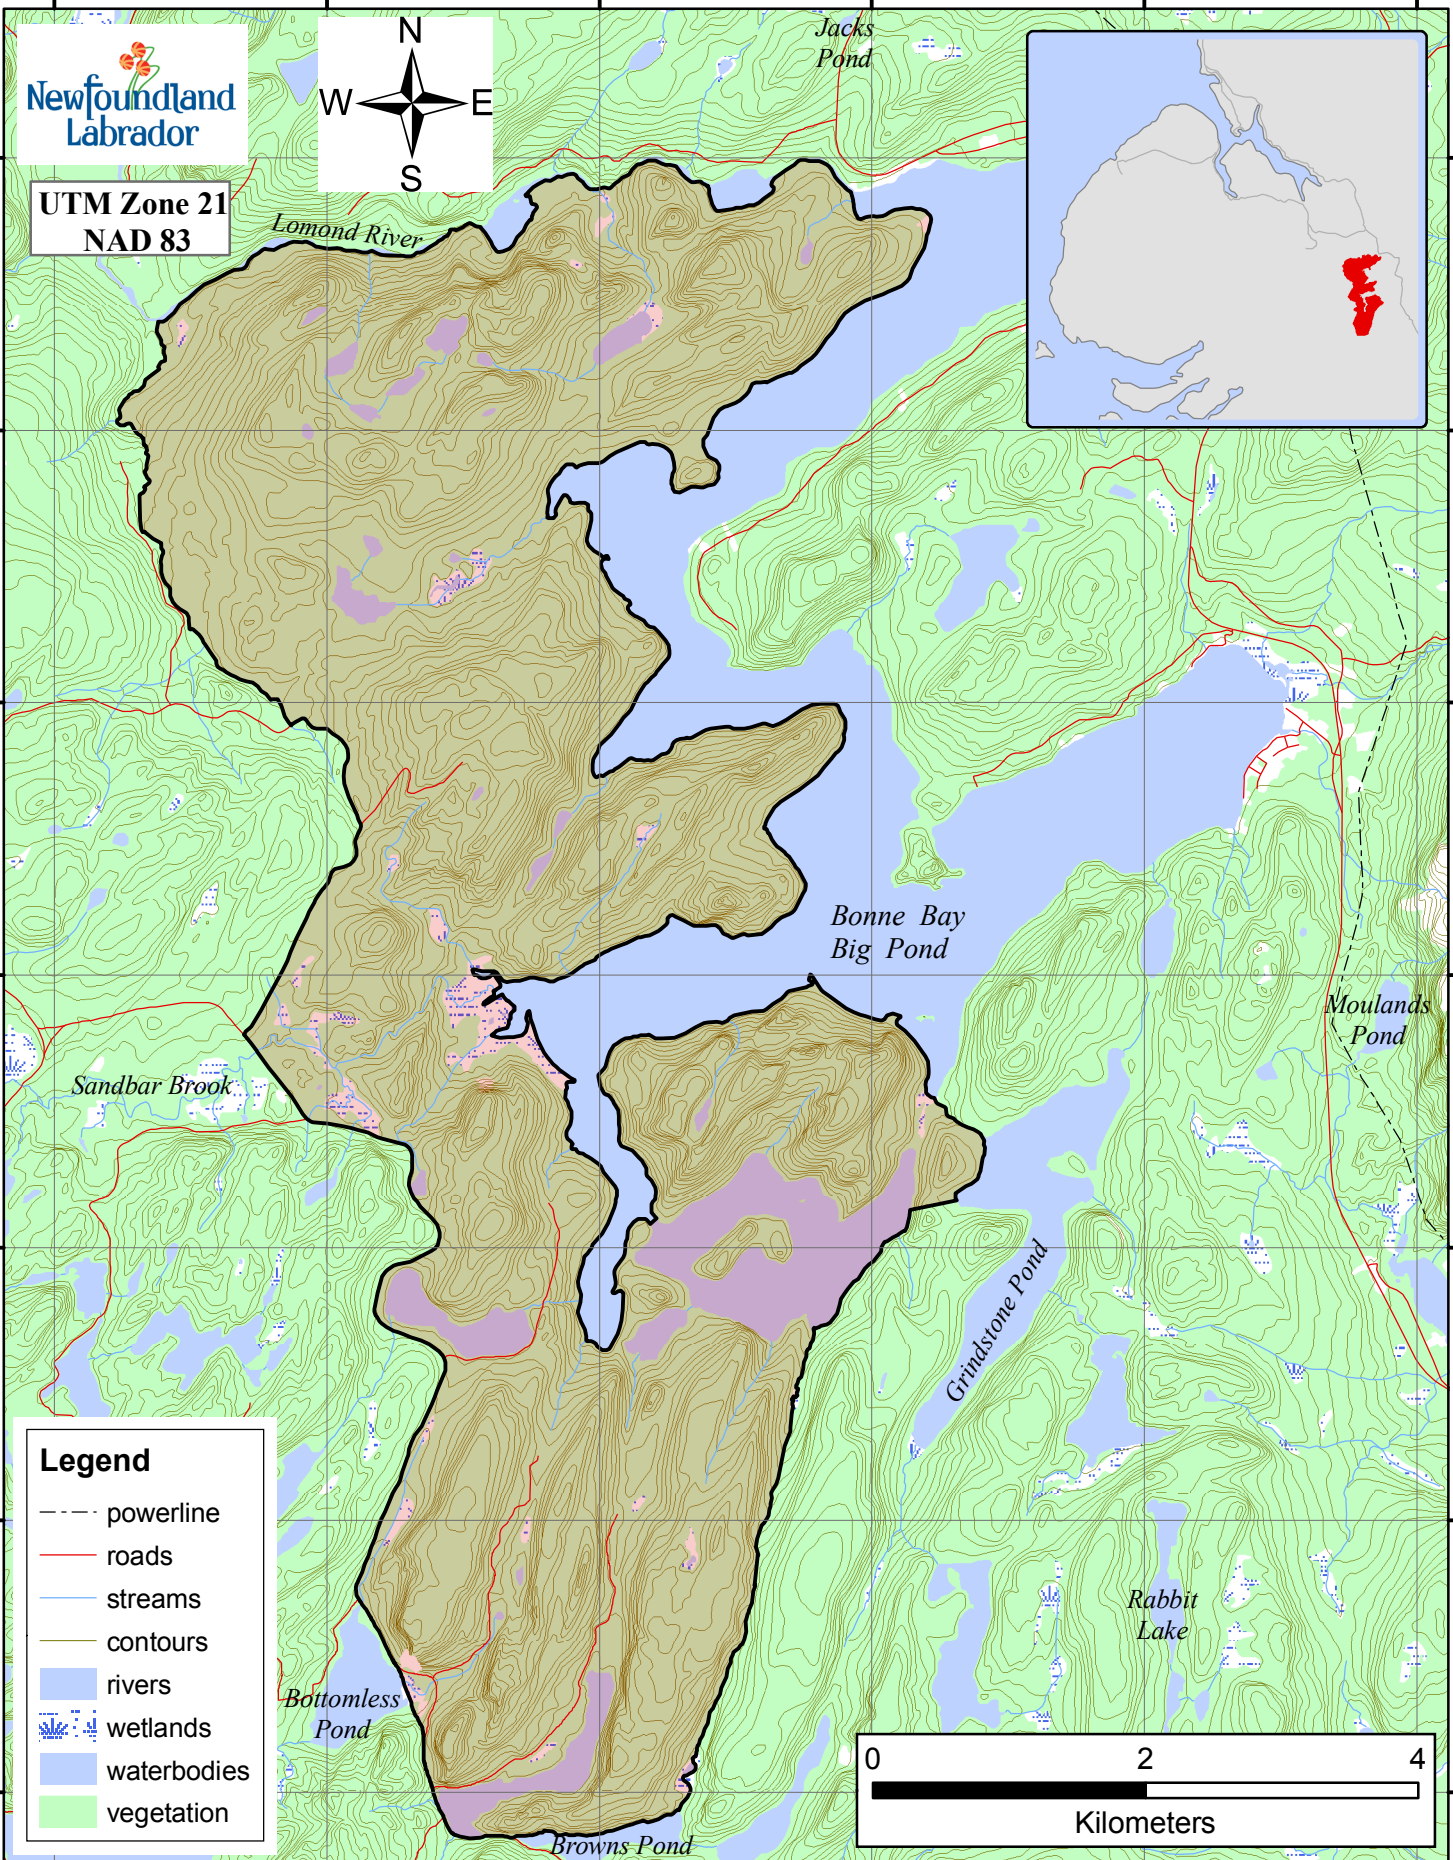 Newfoundland
Labrador
N
W E
S
UTM Zone 21
NAD 83
Jacks
Pond
Lomond River
Bonne Bay
Big Pond
Moulands
Pond
Sandbar Brook
Grindstone Pond
Rabbit
Lake
Bottomless
Pond
Browns Pond
Legend
powerline
roads
streams
contours
rivers
wetlands
waterbodies
vegetation
0 2 4
Kilometers